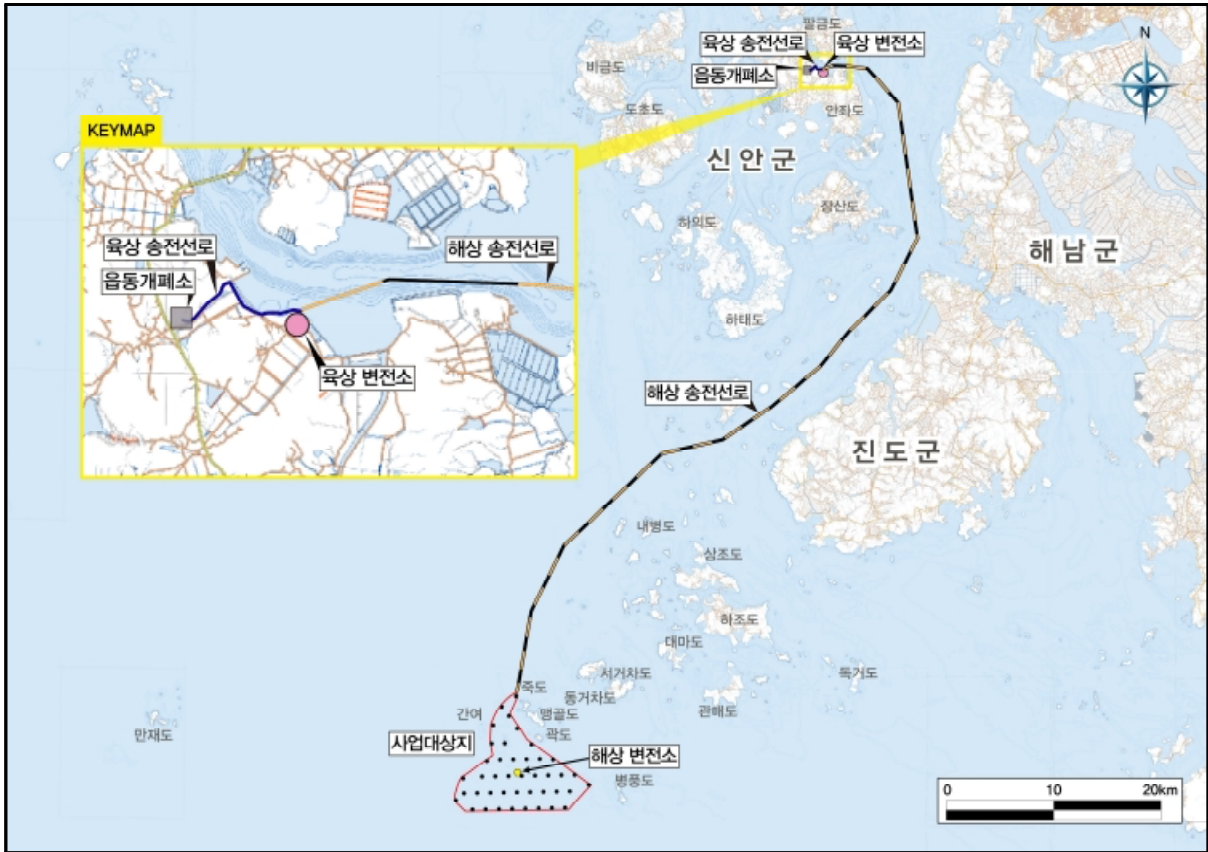 팔금도
육상 송전선로
육상 변전소
N
비금도
읍동개폐소
도초도
안좌도
KEYMAP
신안군
장산도
하의도
육상 송전선로
해상 송전선로
해남군
읍동개폐소
하태도
육상 변전소
해상 송전선로
진도군
내병도
상조도
하조도
대마도
서거차도
독거도
죽도
동거차도
간여
맹골도
관매도
만재도
곽도
사업대상지
해상 변전소
병풍도
0 10 20km